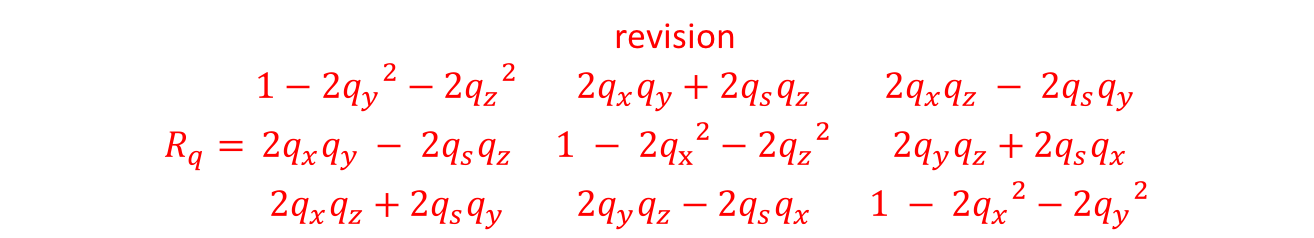 revision
1 − 2q_y² − 2q_z² 2q_xq_y + 2q_sq_z 2q_xq_z − 2q_sq_y
R_q = 2q_xq_y − 2q_sq_z 1 − 2q_x² − 2q_z² 2q_yq_z + 2q_sq_x
2q_xq_z + 2q_sq_y 2q_yq_z − 2q_sq_x 1 − 2q_x² − 2q_y²